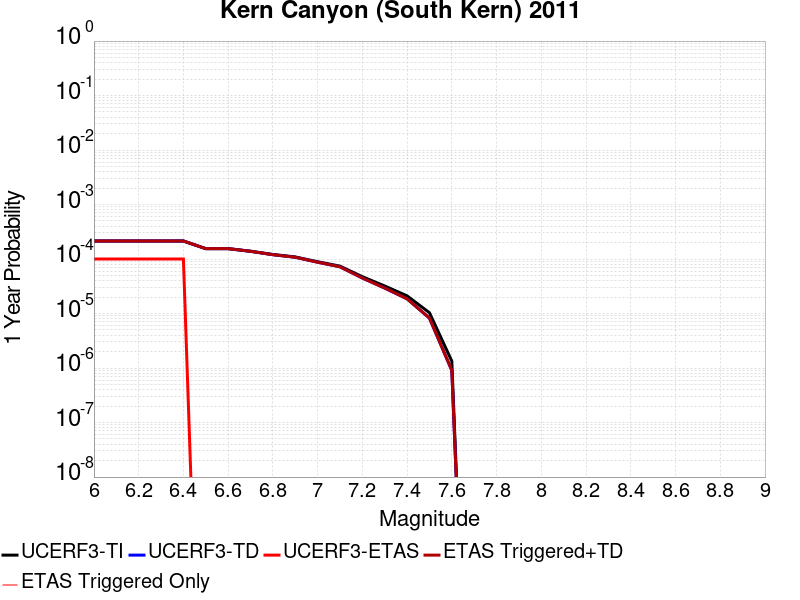 Kern Canyon (South Kern) 2011
10^0
10^-1
10^-2
10^-3
10^-4
10^-5
10^-6
10^-7
10^-8
1 Year Probability
6 6.2 6.4 6.6 6.8 7 7.2 7.4 7.6 7.8 8 8.2 8.4 8.6 8.8 9
Magnitude
UCERF3-TI UCERF3-TD UCERF3-ETAS ETAS Triggered+TD
ETAS Triggered Only